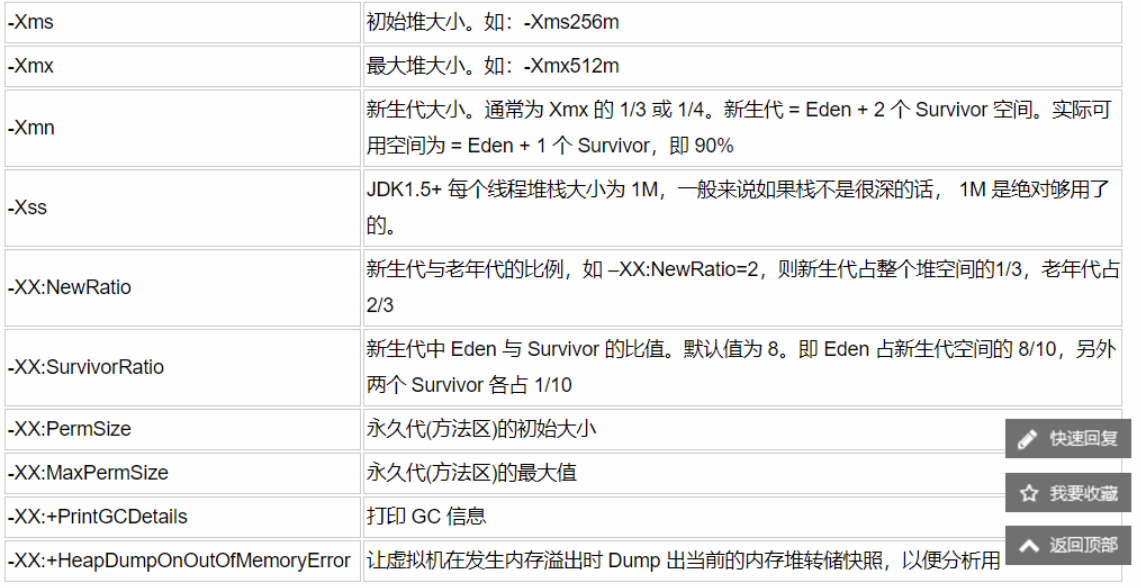 -Xms
初始堆大小。如：-Xms256m
-Xmx
最大堆大小。如：-Xmx512m
-Xmn
新生代大小。通常为 Xmx 的 1/3 或 1/4。新生代 = Eden + 2 个 Survivor 空间。实际可
用空间为 = Eden + 1 个 Survivor，即 90%
-Xss
JDK1.5+ 每个线程堆栈大小为 1M，一般来说如果栈不是很深的话， 1M 是绝对够用了
的。
-XX:NewRatio
新生代与老年代的比例，如 –XX:NewRatio=2，则新生代占整个堆空间的1/3，老年代占
2/3
-XX:SurvivorRatio
新生代中 Eden 与 Survivor 的比值。默认值为 8。即 Eden 占新生代空间的 8/10，另外
两个 Survivor 各占 1/10
-XX:PermSize
永久代(方法区)的初始大小
-XX:MaxPermSize
永久代(方法区)的最大值
-XX:+PrintGCDetails
打印 GC 信息
-XX:+HeapDumpOnOutOfMemoryError
让虚拟机在发生内存溢出时 Dump 出当前的内存堆转储快照，以便分析用
快速回复
我要收藏
返回顶部